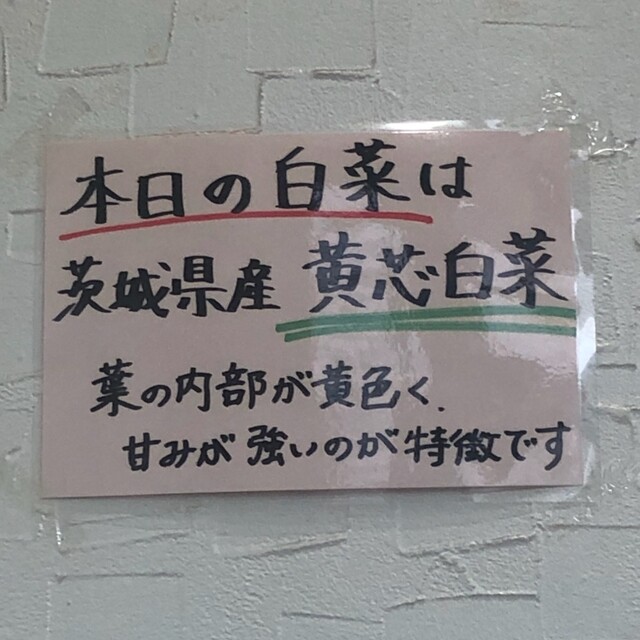 本日の白菜は
茨城県産 黄芯白菜
葉の内部が黄色く、
甘みが強いのが特徴です